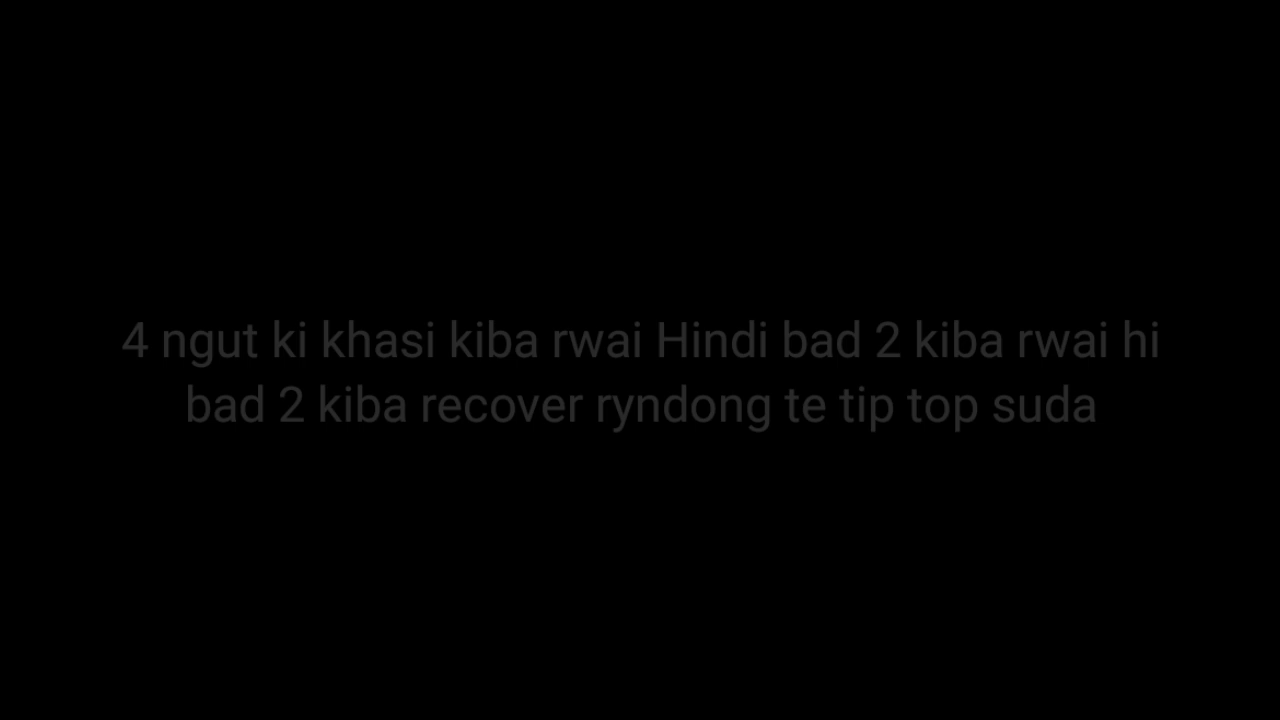 4 ngut ki khasi kiba rwai Hindi bad 2 kiba rwai hi
bad 2 kiba recover ryndong te tip top suda